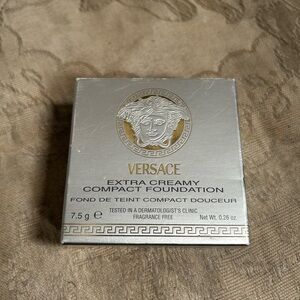 VERSACE
EXTRA CREAMY
COMPACT FOUNDATION
FOND DE TEINT COMPACT DOUCEUR
TESTED IN A DERMATOLOGIST'S CLINIC
7.5 g ℮ FRAGRANCE FREE Net Wt. 0.26 oz.